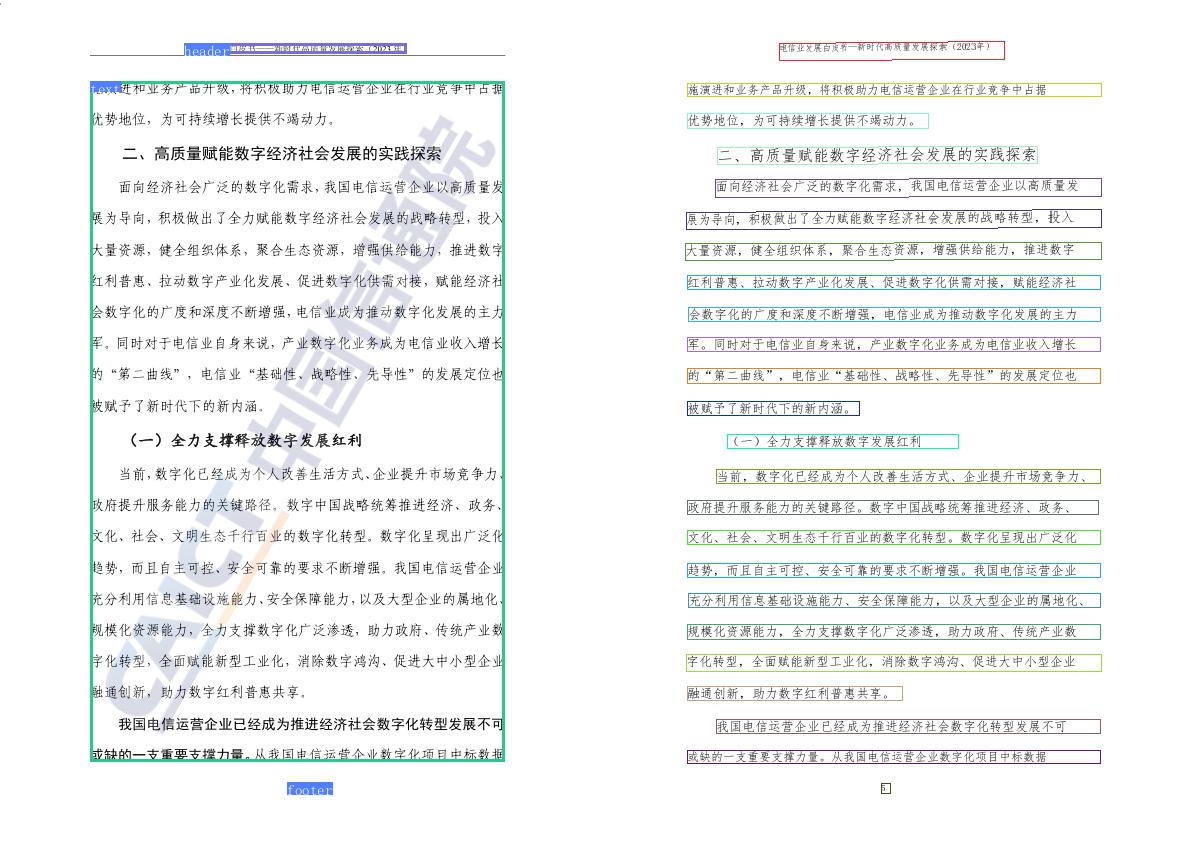 header
text
施演进和业务产品升级，将积极助力电信运营企业在行业竞争中占据
优势地位，为可持续增长提供不竭动力。
二、高质量赋能数字经济社会发展的实践探索
面向经济社会广泛的数字化需求，我国电信运营企业以高质量发
展为导向，积极做出了全力赋能数字经济社会发展的战略转型，投入
大量资源，健全组织体系，聚合生态资源，增强供给能力，推进数字
红利普惠、拉动数字产业化发展、促进数字化供需对接，赋能经济社
会数字化的广度和深度不断增强，电信业成为推动数字化发展的主力
军。同时对于电信业自身来说，产业数字化业务成为电信业收入增长
的“第二曲线”，电信业“基础性、战略性、先导性”的发展定位也
被赋予了新时代下的新内涵。
（一）全力支撑释放数字发展红利
当前，数字化已经成为个人改善生活方式、企业提升市场竞争力、
政府提升服务能力的关键路径。数字中国战略统筹推进经济、政务、
文化、社会、文明生态千行百业的数字化转型。数字化呈现出广泛化
趋势，而且自主可控、安全可靠的要求不断增强。我国电信运营企业
充分利用信息基础设施能力、安全保障能力，以及大型企业的属地化、
规模化资源能力，全力支撑数字化广泛渗透，助力政府、传统产业数
字化转型，全面赋能新型工业化，消除数字鸿沟、促进大中小型企业
融通创新，助力数字红利普惠共享。
我国电信运营企业已经成为推进经济社会数字化转型发展不可
或缺的一支重要支撑力量。从我国电信运营企业数字化项目中标数据
CAICT 中国信通院
footer
电信业发展白皮书—新时代高质量发展探索（2023年）
施演进和业务产品升级，将积极助力电信运营企业在行业竞争中占据
优势地位，为可持续增长提供不竭动力。
二、高质量赋能数字经济社会发展的实践探索
面向经济社会广泛的数字化需求，我国电信运营企业以高质量发
展为导向，积极做出了全力赋能数字经济社会发展的战略转型，投入
大量资源，健全组织体系，聚合生态资源，增强供给能力，推进数字
红利普惠、拉动数字产业化发展、促进数字化供需对接，赋能经济社
会数字化的广度和深度不断增强，电信业成为推动数字化发展的主力
军。同时对于电信业自身来说，产业数字化业务成为电信业收入增长
的“第二曲线”，电信业“基础性、战略性、先导性”的发展定位也
被赋予了新时代下的新内涵。
（一）全力支撑释放数字发展红利
当前，数字化已经成为个人改善生活方式、企业提升市场竞争力、
政府提升服务能力的关键路径。数字中国战略统筹推进经济、政务、
文化、社会、文明生态千行百业的数字化转型。数字化呈现出广泛化
趋势，而且自主可控、安全可靠的要求不断增强。我国电信运营企业
充分利用信息基础设施能力、安全保障能力，以及大型企业的属地化、
规模化资源能力，全力支撑数字化广泛渗透，助力政府、传统产业数
字化转型，全面赋能新型工业化，消除数字鸿沟、促进大中小型企业
融通创新，助力数字红利普惠共享。
我国电信运营企业已经成为推进经济社会数字化转型发展不可
或缺的一支重要支撑力量。从我国电信运营企业数字化项目中标数据
5